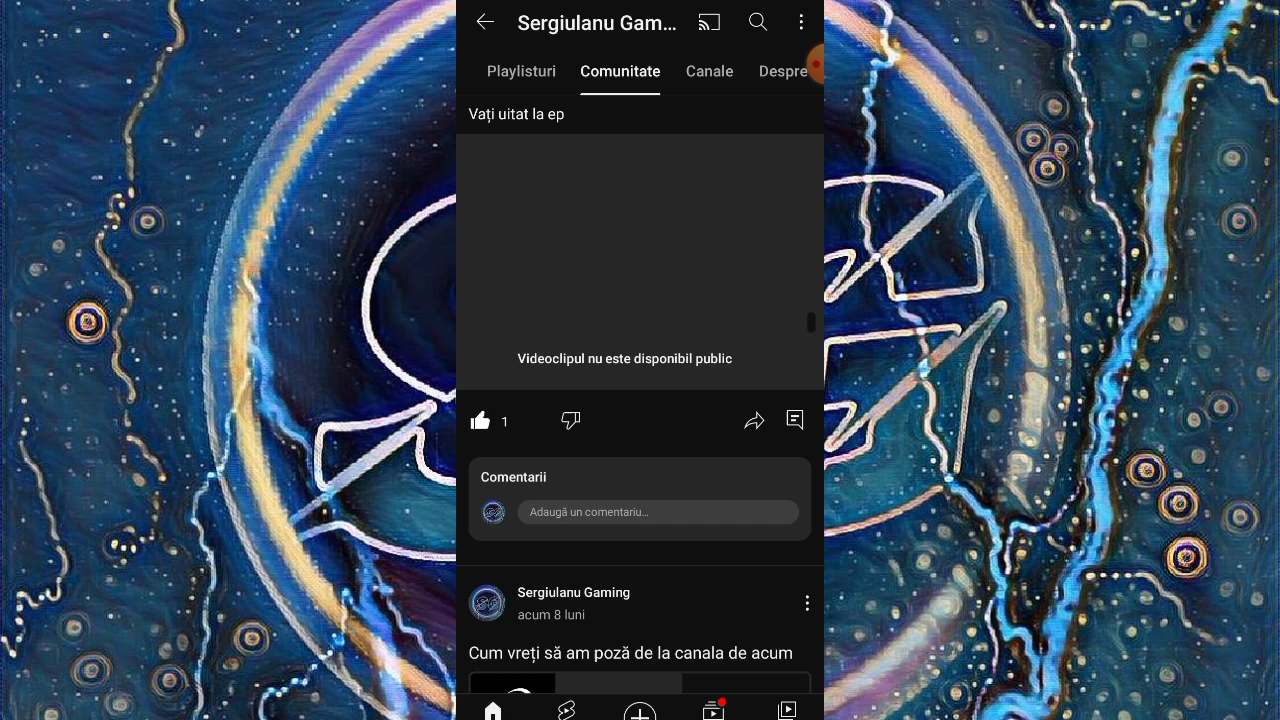 Sergiulanu Gam...
Playlisturi Comunitate Canale Despre
Vați uitat la ep
Videoclipul nu este disponibil public
1
Comentarii
Adaugă un comentariu...
Sergiulanu Gaming
acum 8 luni
Cum vreți să am poză de la canala de acum